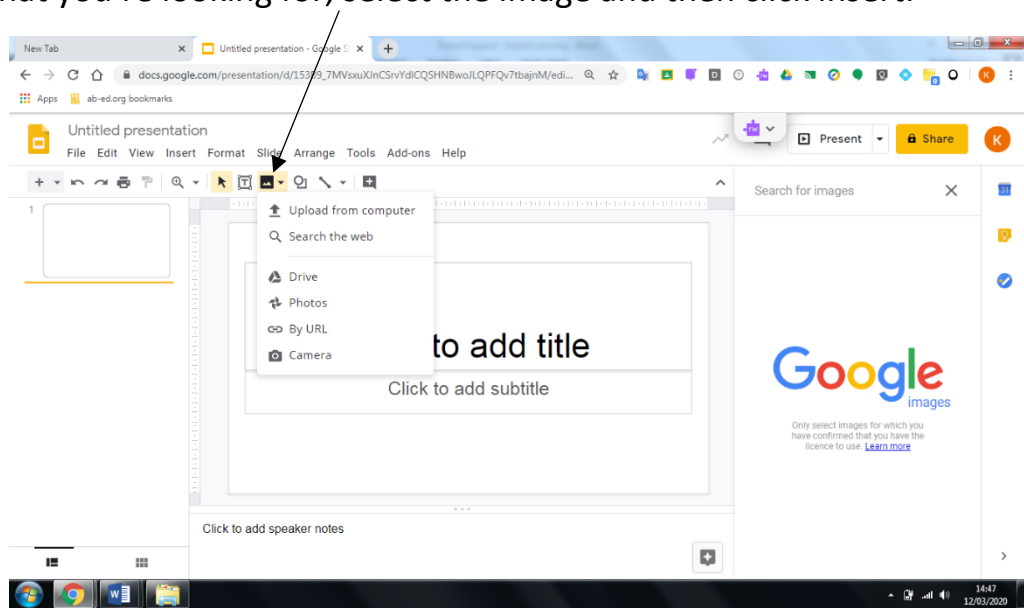 you're looking for, select the image and then click Insert.
New Tab
Untitled presentation - Google S
docs.google.com/presentation/d/
Apps
ab-ed.org bookmarks
Untitled presentation
File Edit View Insert Format Slide Arrange Tools Add-ons Help
Present
Share
K
Search for images
1
Upload from computer
Search the web
Drive
Photos
By URL
Camera
to add title
Click to add subtitle
Google
images
Only select images for which you
have confirmed that you have the
licence to use. Learn more
Click to add speaker notes
14:47
12/03/2020